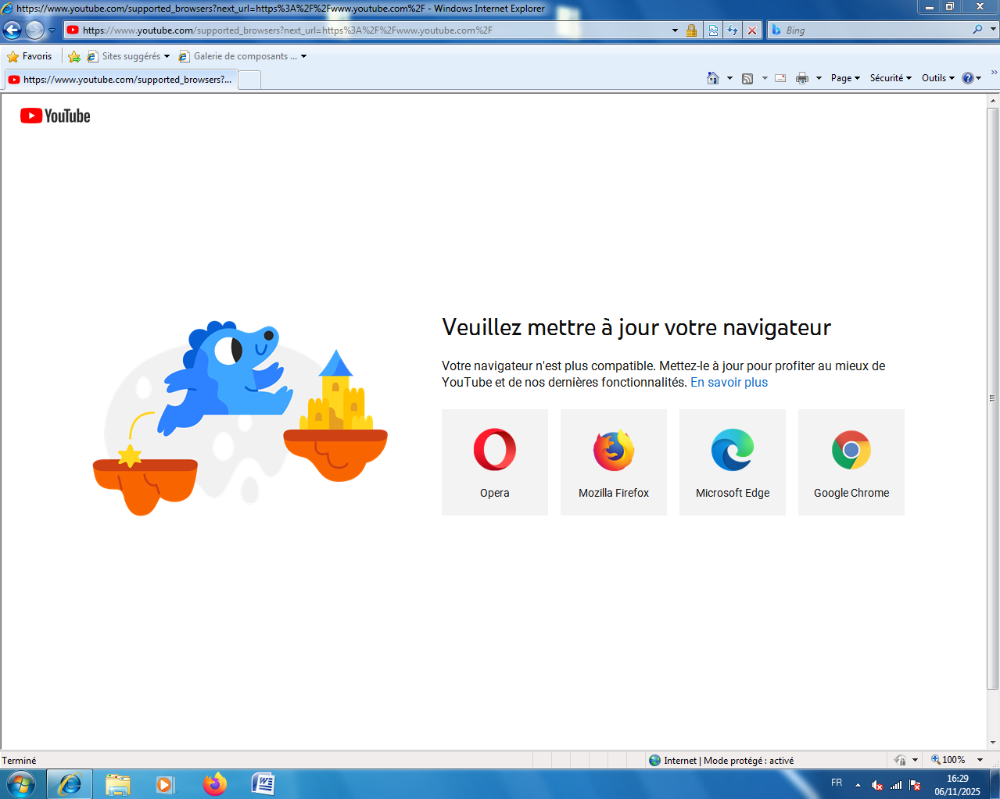 https://www.youtube.com/supported_browsers?next_url=https%3A%2F%2Fwww.youtube.com%2F - Windows Internet Explorer
https://www.youtube.com/supported_browsers?next_url=https%3A%2F%2Fwww.youtube.com%2F
Bing
Favoris
Sites suggérés
Galerie de composants ...
https://www.youtube.com/supported_browsers?...
Page
Sécurité
Outils
YouTube
Veuillez mettre à jour votre navigateur
Votre navigateur n'est plus compatible. Mettez-le à jour pour profiter au mieux de
YouTube et de nos dernières fonctionnalités. En savoir plus
Opera
Mozilla Firefox
Microsoft Edge
Google Chrome
Terminé
Internet | Mode protégé : activé
100%
FR
16:29
06/11/2025